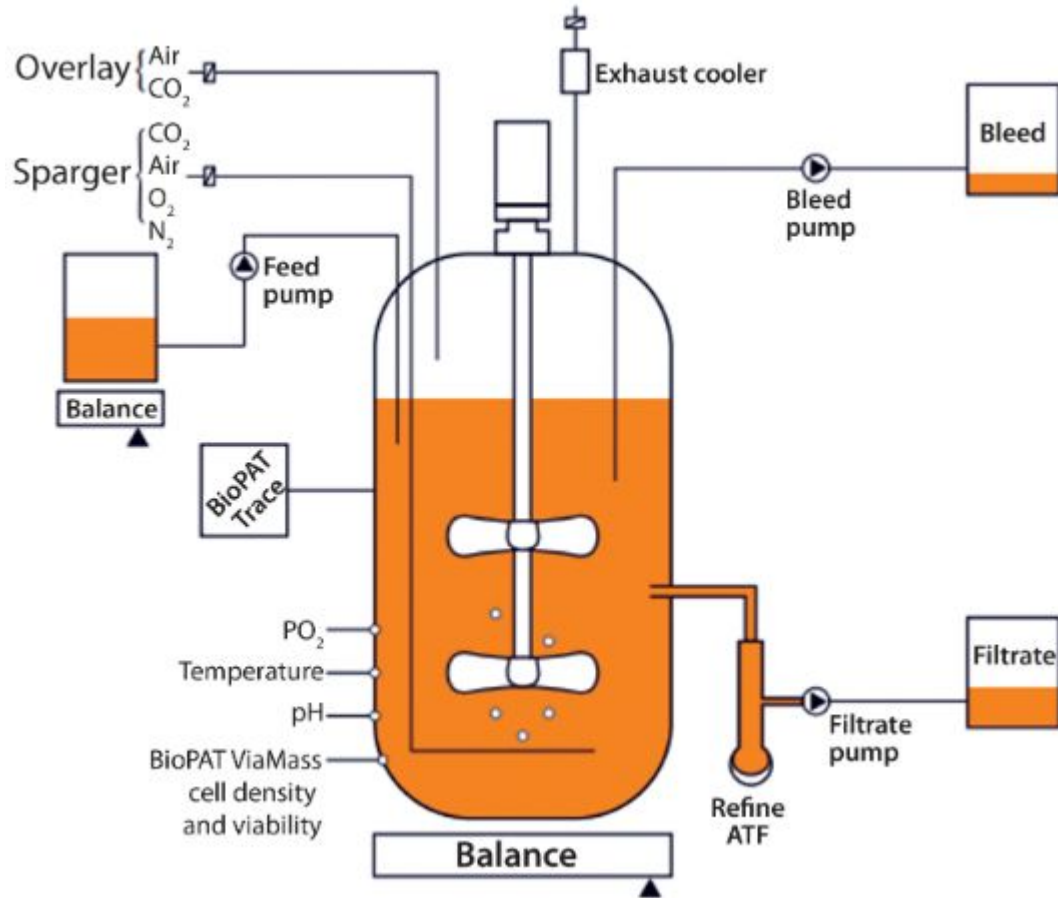 Overlay
Air
CO₂
Sparger
CO₂
Air
O₂
N₂
Exhaust cooler
Bleed
Bleed
pump
Feed
pump
Balance
BioPAT
Trace
PO₂
Temperature
pH
BioPAT ViaMass
cell density
and viability
Filtrate
Filtrate
pump
Refine
ATF
Balance